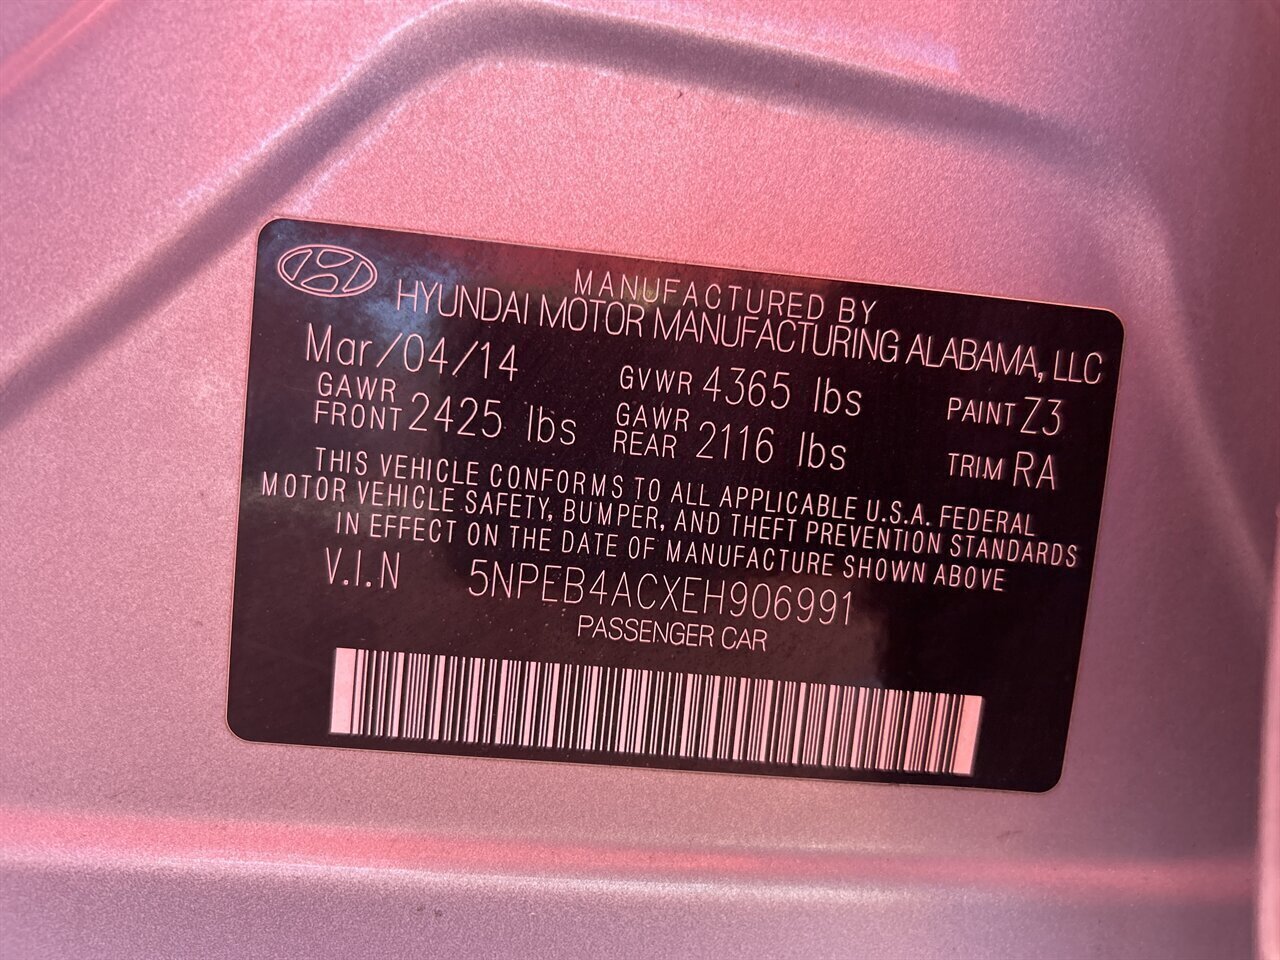 MANUFACTURED BY
HYUNDAI MOTOR MANUFACTURING ALABAMA, LLC
Mar/04/14 GVWR 4365 lbs PAINT Z3
GAWR FRONT 2425 lbs GAWR REAR 2116 lbs TRIM RA
THIS VEHICLE CONFORMS TO ALL APPLICABLE U.S.A. FEDERAL
MOTOR VEHICLE SAFETY, BUMPER, AND THEFT PREVENTION STANDARDS
IN EFFECT ON THE DATE OF MANUFACTURE SHOWN ABOVE
V.I.N 5NPEB4ACXEH906991
PASSENGER CAR